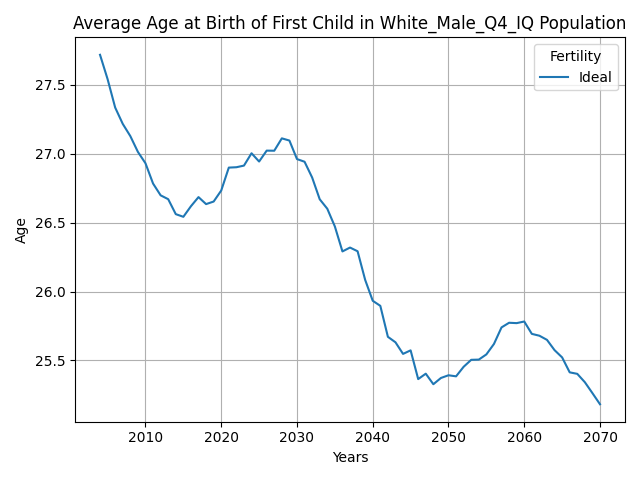 Average Age at Birth of First Child in White_Male_Q4_IQ Population
Fertility
Ideal
27.5
27.0
26.5
26.0
25.5
Age
2010 2020 2030 2040 2050 2060 2070
Years